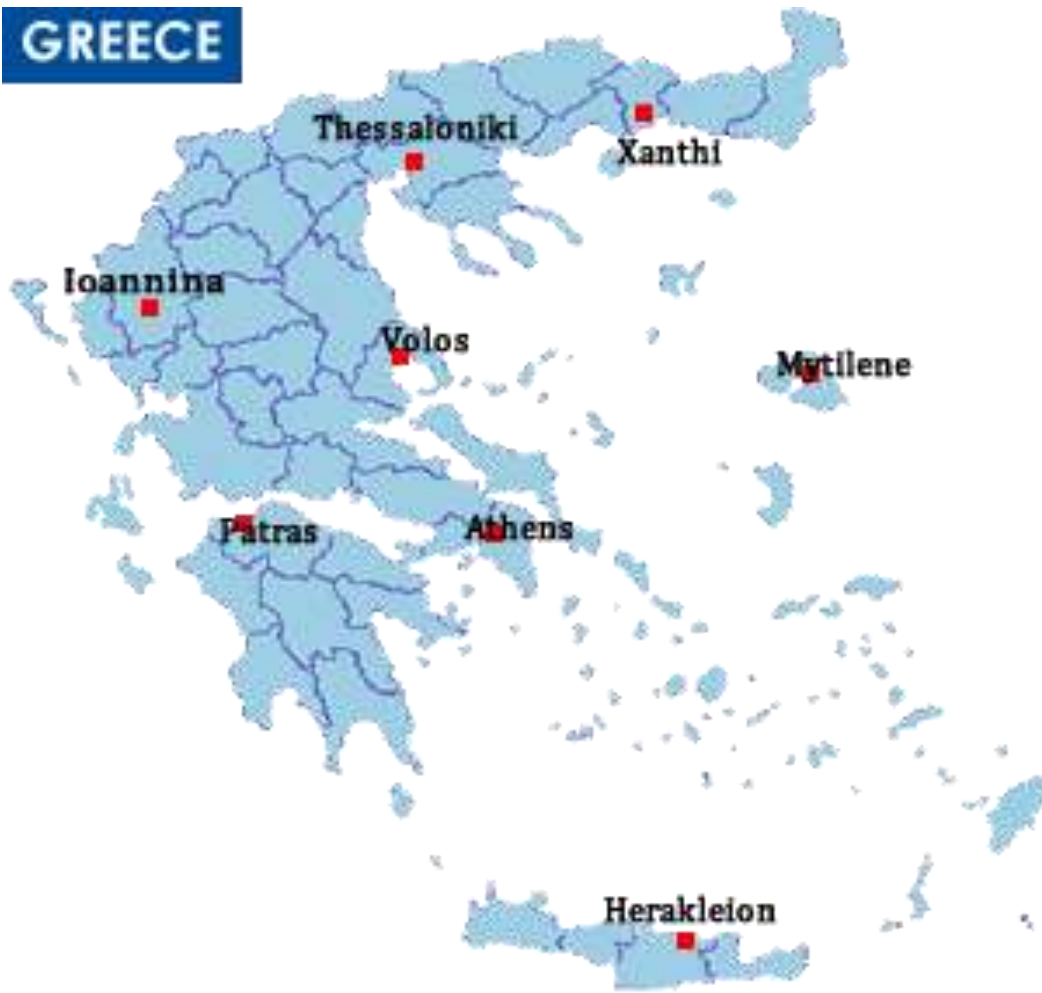 GREECE
Thessaloniki
Xanthi
Ioannina
Volos
Mytilene
Patras
Athens
Herakleion